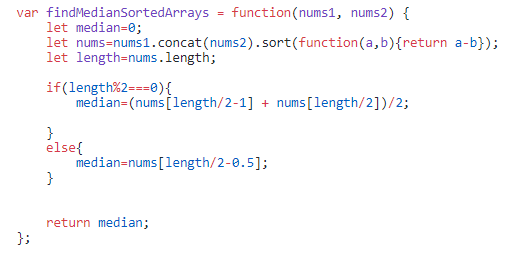 var findMedianSortedArrays = function(nums1, nums2) {
    let median=0;
    let nums=nums1.concat(nums2).sort(function(a,b){return a-b});
    let length=nums.length;

    if(length%2===0){
        median=(nums[length/2-1] + nums[length/2])/2;

    }
    else{
        median=nums[length/2-0.5];
    }


    return median;
};